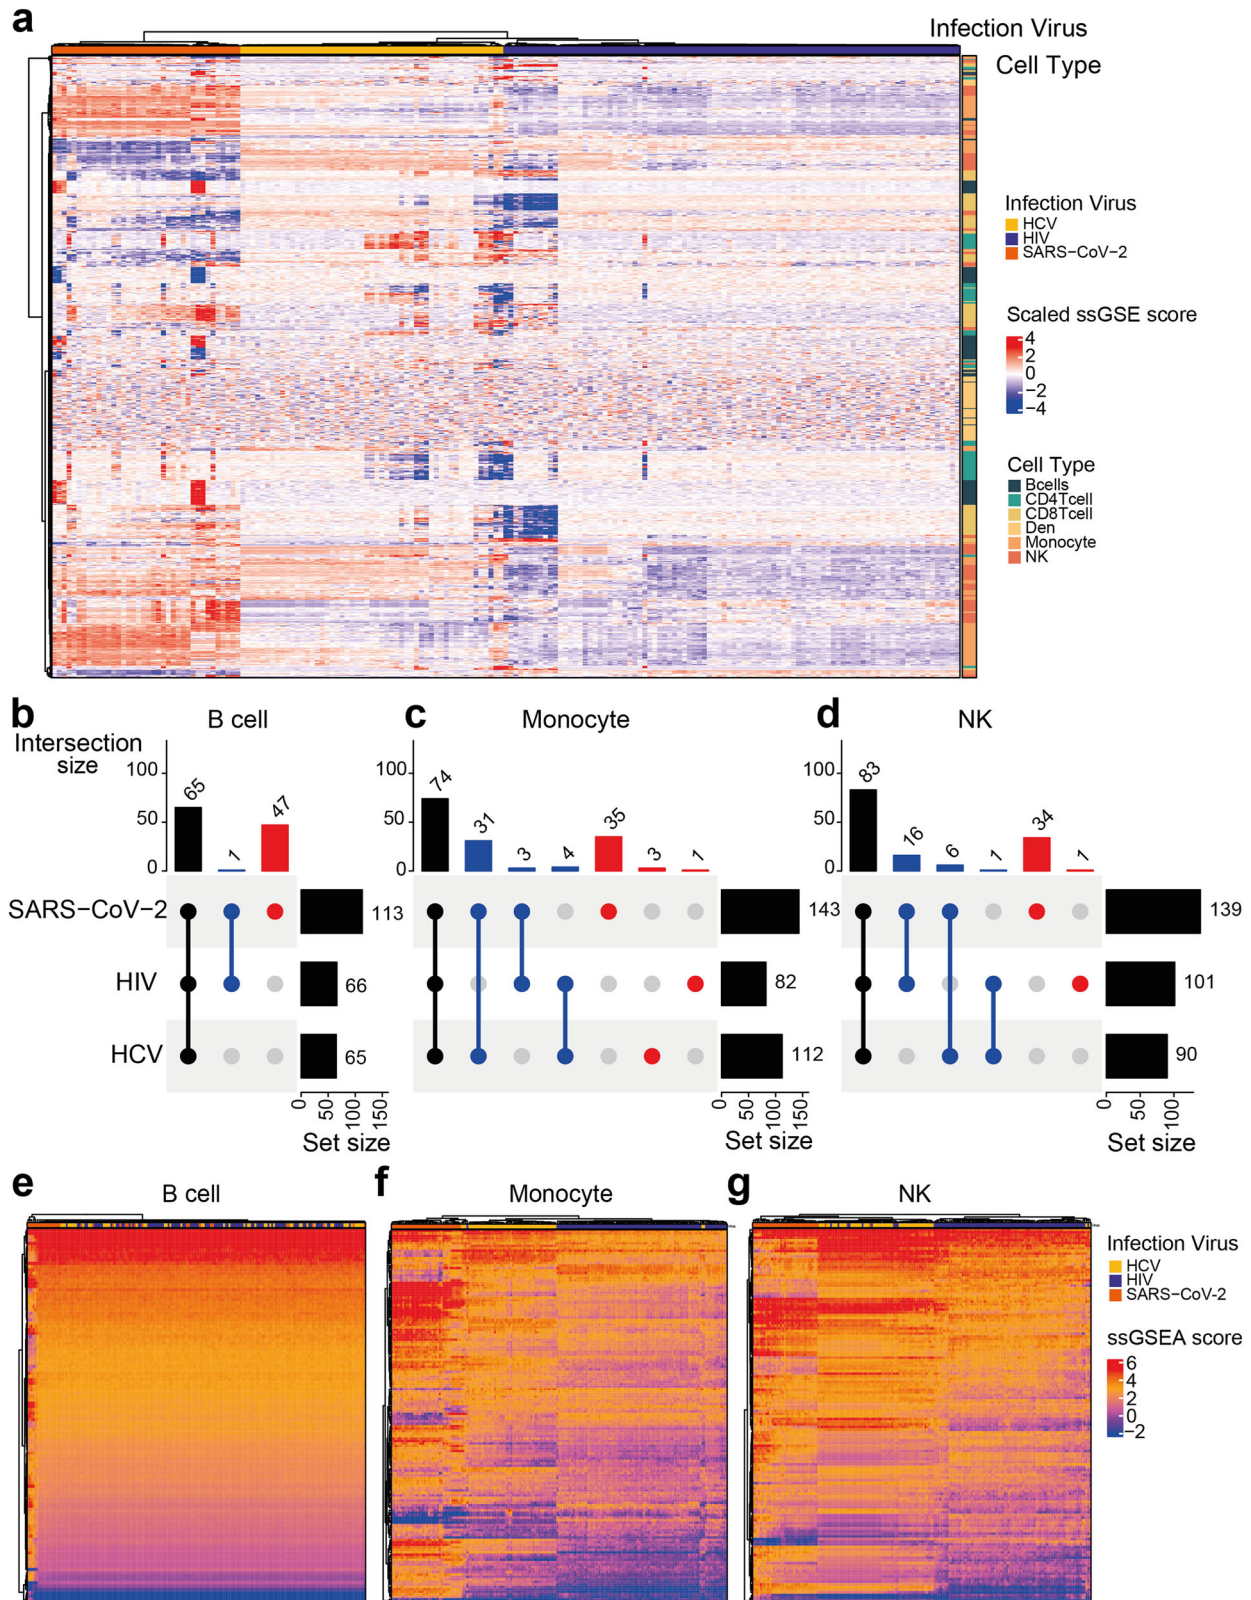 a
Infection Virus
Cell Type
Infection Virus
HCV
HIV
SARS-CoV-2
Scaled ssGSE score
4
2
0
−2
−4
Cell Type
Bcells
CD4Tcell
CD8Tcell
Den
Monocyte
NK
b
B cell
Intersection
size
100
50
0
65
1
47
SARS−CoV−2
HIV
HCV
113
66
65
0
50
100
150
Set size
c
Monocyte
100
50
0
74
31
3
4
35
3
1
143
82
112
0
50
100
150
Set size
d
NK
100
50
0
83
16
6
1
34
1
139
101
90
0
50
100
Set size
e
B cell
f
Monocyte
g
NK
Infection Virus
HCV
HIV
SARS−CoV-2
ssGSEA score
6
4
2
0
−2